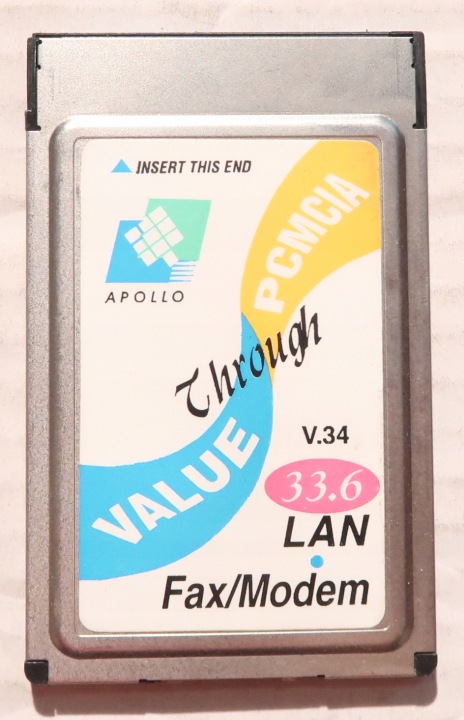 INSERT THIS END
APOLLO
VALUE
Through
PCMCIA
V.34
33.6
LAN
Fax/Modem